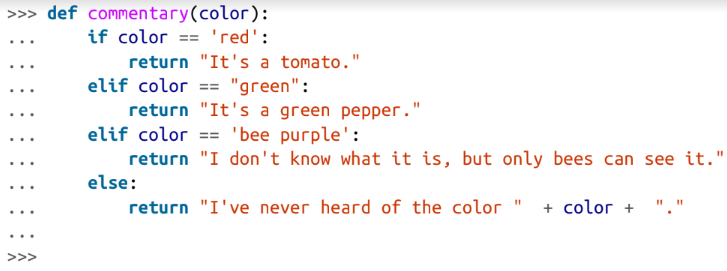 >>> def commentary(color):
...     if color == 'red':
...         return "It's a tomato."
...     elif color == "green":
...         return "It's a green pepper."
...     elif color == 'bee purple':
...         return "I don't know what it is, but only bees can see it."
...     else:
...         return "I've never heard of the color "  + color +  "."
...
>>>